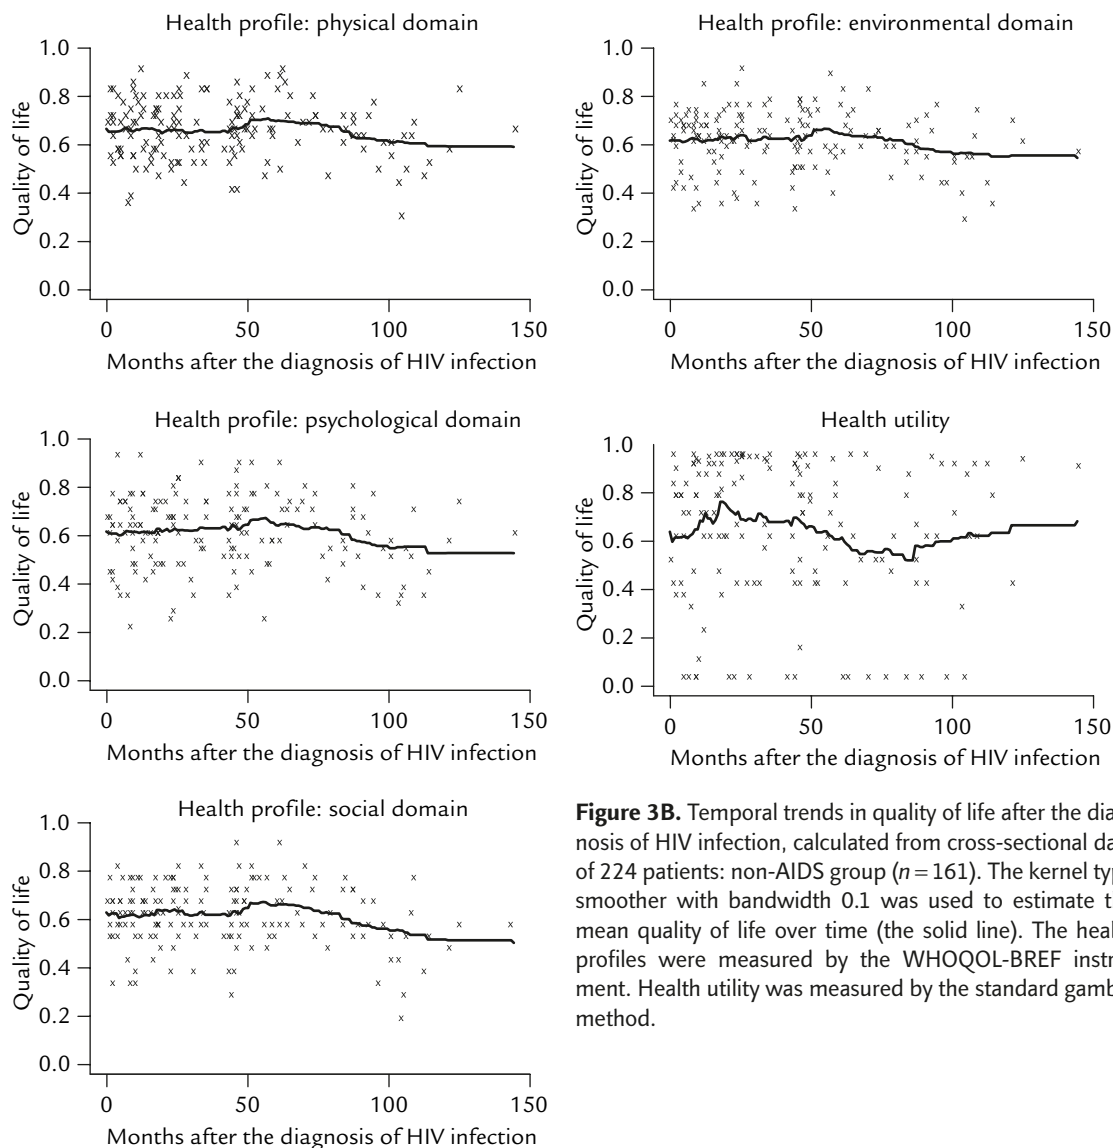 Health profile: physical domain
Quality of life
1.0
0.8
0.6
0.4
0.2
0.0
0 50 100 150
Months after the diagnosis of HIV infection
Health profile: environmental domain
Quality of life
1.0
0.8
0.6
0.4
0.2
0.0
0 50 100 150
Months after the diagnosis of HIV infection
Health profile: psychological domain
Quality of life
1.0
0.8
0.6
0.4
0.2
0.0
0 50 100 150
Months after the diagnosis of HIV infection
Health utility
Quality of life
1.0
0.8
0.6
0.4
0.2
0.0
0 50 100 150
Months after the diagnosis of HIV infection
Health profile: social domain
Quality of life
1.0
0.8
0.6
0.4
0.2
0.0
0 50 100 150
Months after the diagnosis of HIV infection
Figure 3B. Temporal trends in quality of life after the diag
nosis of HIV infection, calculated from cross-sectional da
of 224 patients: non-AIDS group (n = 161). The kernel typ
smoother with bandwidth 0.1 was used to estimate t
mean quality of life over time (the solid line). The heal
profiles were measured by the WHOQOL-BREF instr
ment. Health utility was measured by the standard gamb
method.